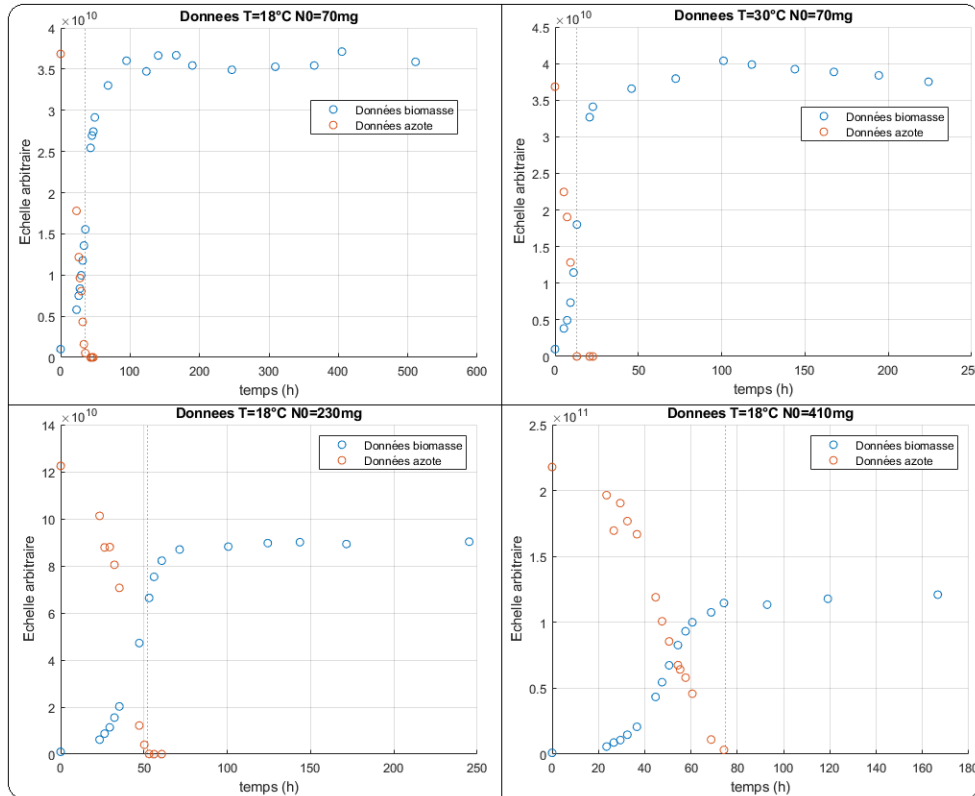 Donnees T=18°C N0=70mg
×10^10
4
3.5
3
2.5
2
1.5
1
0.5
0
Echelle arbitraire
Données biomasse
Données azote
0 100 200 300 400 500 600
temps (h)
Donnees T=30°C N0=70mg
×10^10
4.5
4
3.5
3
2.5
2
1.5
1
0.5
0
Echelle arbitraire
Données biomasse
Données azote
0 50 100 150 200 250
temps (h)
Donnees T=18°C N0=230mg
×10^10
14
12
10
8
6
4
2
0
Echelle arbitraire
Données biomasse
Données azote
0 50 100 150 200 250
temps (h)
Donnees T=18°C N0=410mg
×10^11
2.5
2
1.5
1
0.5
0
Echelle arbitraire
Données biomasse
Données azote
0 20 40 60 80 100 120 140 160 180
temps (h)